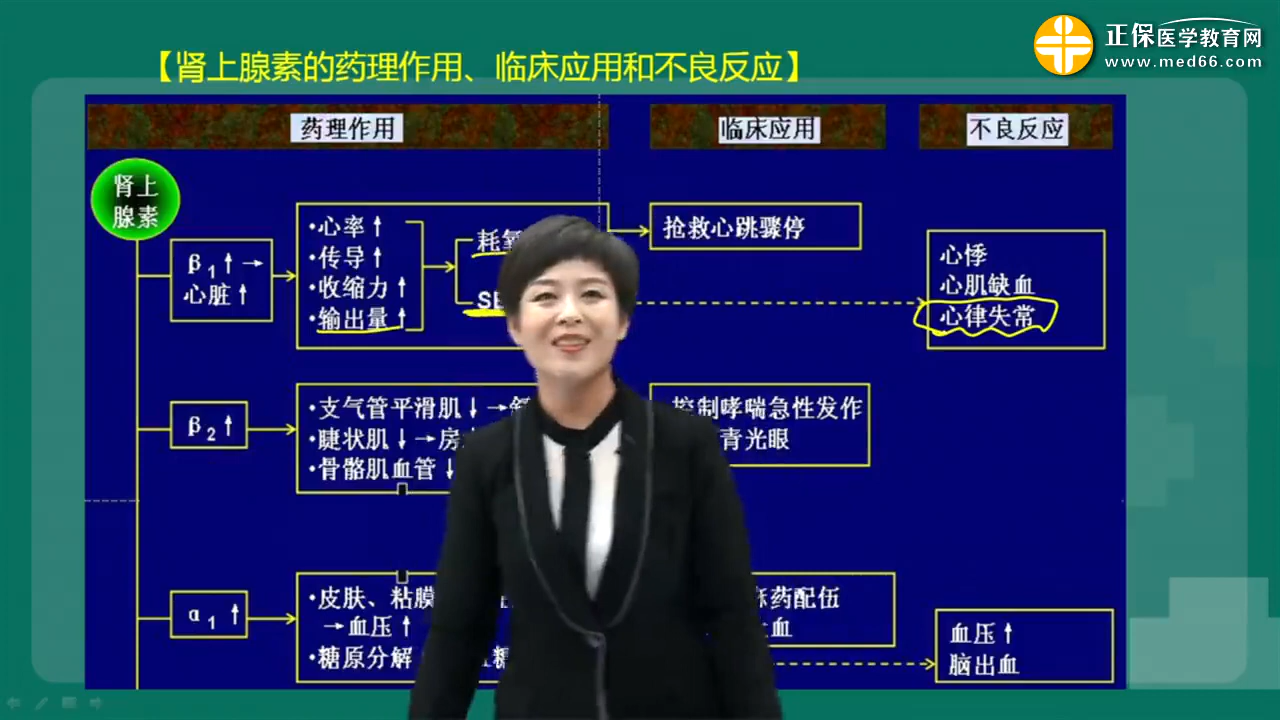 正保医学教育网
www.med66.com
【肾上腺素的药理作用、临床应用和不良反应】
药理作用
临床应用
不良反应
肾上
腺素
β1↑→
心脏↑
·心率↑
·传导↑
·收缩力↑
·输出量↑
耗氧
抢救心跳骤停
心悸
心肌缺血
心律失常
β2↑
·支气管平滑肌↓→
·睫状肌↓→房
·骨骼肌血管↓
控制哮喘急性发作
青光眼
α1↑
·皮肤、粘膜
→血压↑
·糖原分解
糖
药配伍
血
血压↑
脑出血